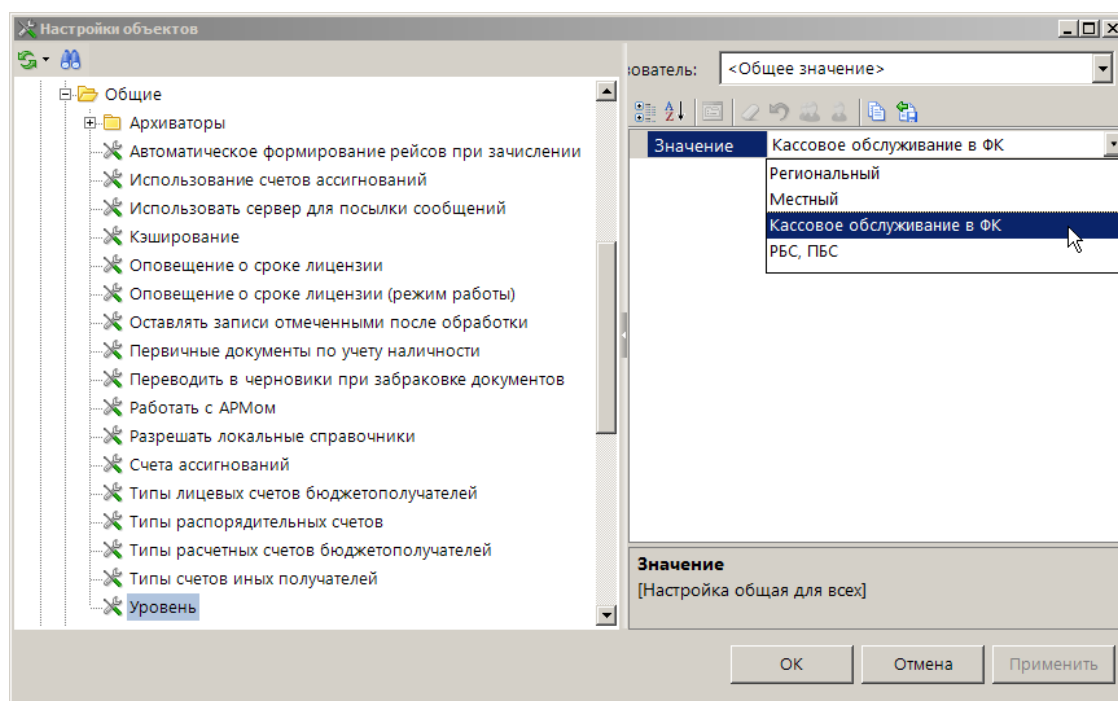 Настройки объектов
Общие
Архиваторы
Автоматическое формирование рейсов при зачислении
Использование счетов ассигнований
Использовать сервер для посылки сообщений
Кэширование
Оповещение о сроке лицензии
Оповещение о сроке лицензии (режим работы)
Оставлять записи отмеченными после обработки
Первичные документы по учету наличности
Переводить в черновики при забраковке документов
Работать с АРМом
Разрешать локальные справочники
Счета ассигнований
Типы лицевых счетов бюджетополучателей
Типы распорядительных счетов
Типы расчетных счетов бюджетополучателей
Типы счетов иных получателей
Уровень
зователь: <Общее значение>
Значение Кассовое обслуживание в ФК
Региональный
Местный
Кассовое обслуживание в ФК
РБС, ПБС
Значение
[Настройка общая для всех]
ОК Отмена Применить